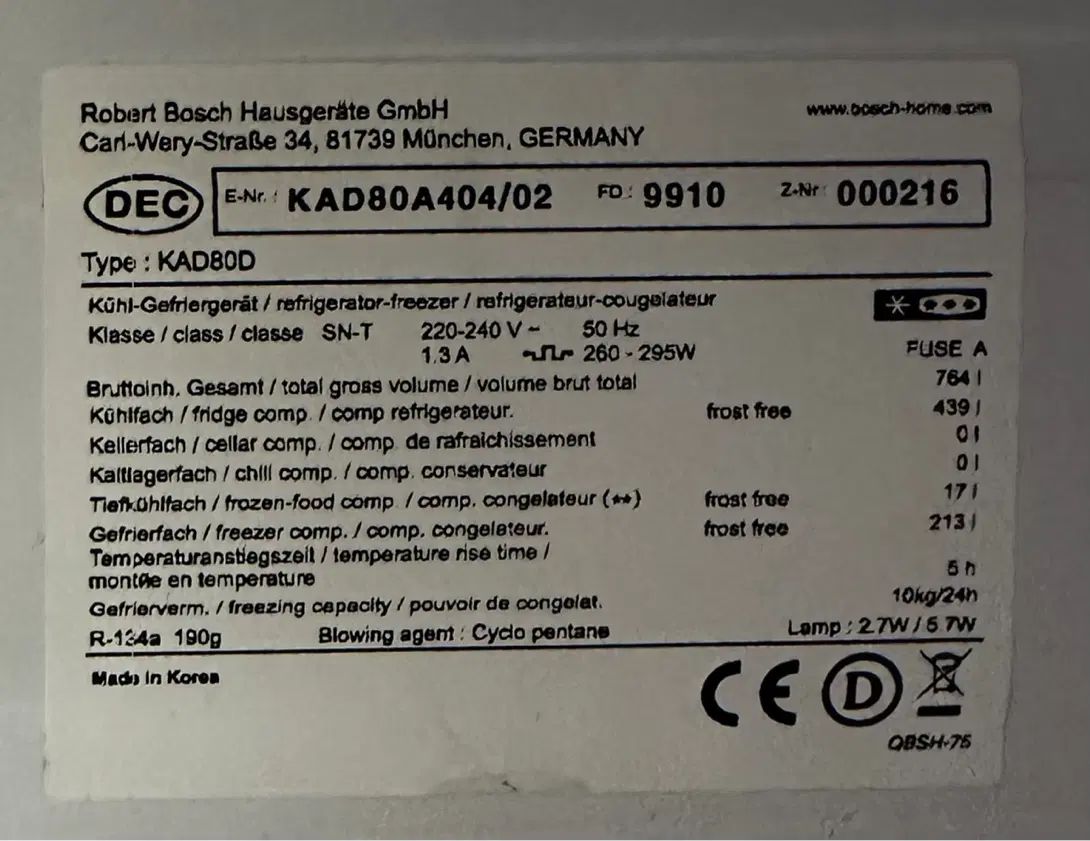 Robert Bosch Hausgeräte GmbH
www.bosch-home.com
Carl-Wery-Straße 34, 81739 München, GERMANY
DEC E-Nr. : KAD80A404/02 FD : 9910 Z-Nr : 000216
Type : KAD80D
Kühl-Gefriergerät / refrigerator-freezer / refrigerateur-cougelateur
Klasse / class / classe SN-T 220-240 V ~ 50 Hz
1.3 A 260 - 295W FUSE A
Bruttoinh. Gesamt / total gross volume / volume brut total 764 l
Kühlfach / fridge comp. / comp refrigerateur. frost free 439 l
Kellerfach / cellar comp. / comp. de rafraichissement 0 l
Kaltlagerfach / chill comp. / comp. conservateur 0 l
Tiefkühlfach / frozen-food comp. / comp. congelateur (**) frost free 17 l
Gefrierfach / freezer comp. / comp. congelateur. frost free 213 l
Temperaturanstiegszeit / temperature rise time /
montée en temperature 5 h
Gefrierverm. / freezing capacity / pouvoir de congelat. 10kg/24h
R-134a 190g Blowing agent : Cyclo pentane Lamp : 2.7W / 5.7W
Made in Korea
CE D
QBSH-75